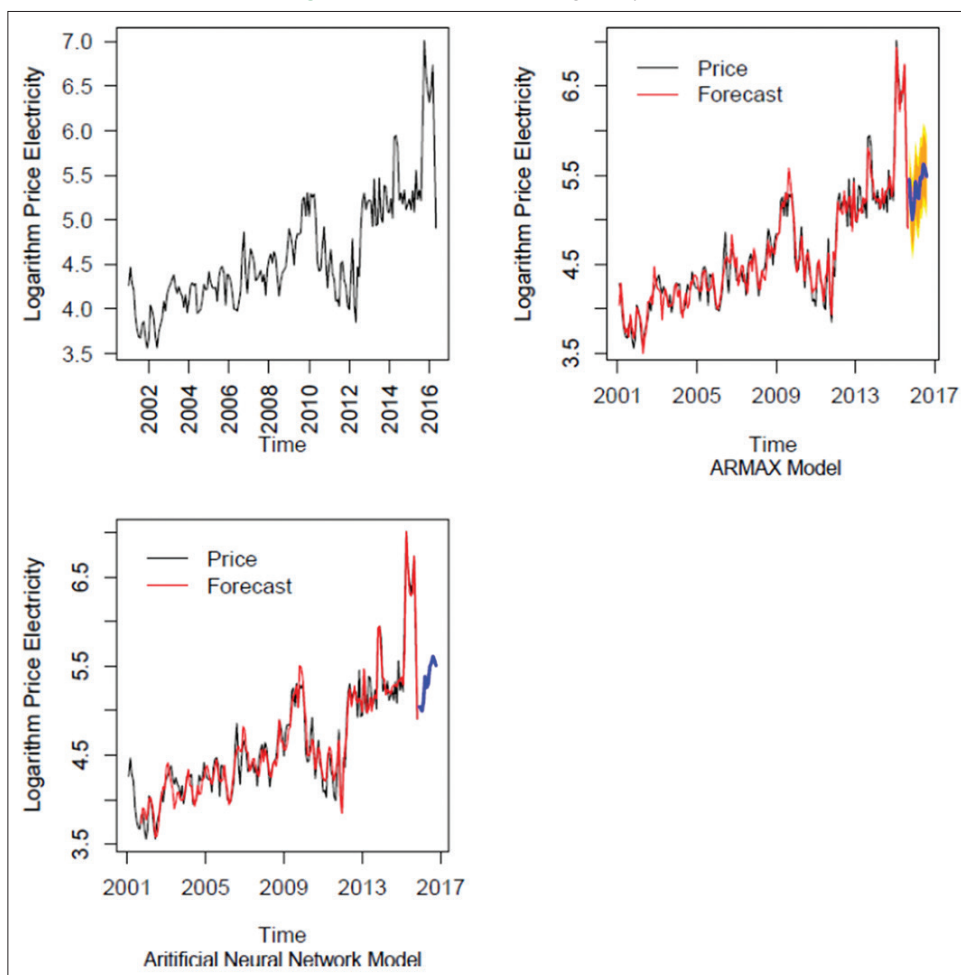 Logarithm Price Electricity
7.0
6.5
6.0
5.5
5.0
4.5
4.0
3.5
2002
2004
2006
2008
2010
2012
2014
2016
Time
Logarithm Price Electricity
6.5
5.5
4.5
3.5
Price
Forecast
2001
2005
2009
2013
2017
Time
ARMAX Model
Logarithm Price Electricity
6.5
5.5
4.5
3.5
Price
Forecast
2001
2005
2009
2013
2017
Time
Aritificial Neural Network Model